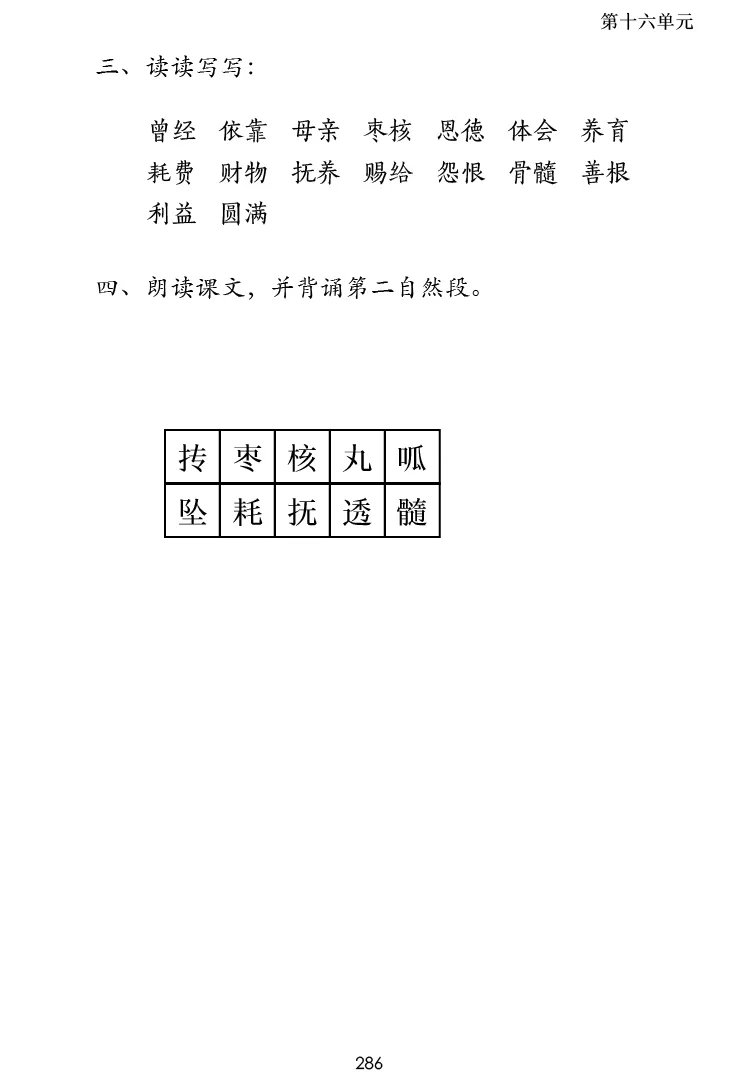 第十六单元
三、读读写写：
曾经 依靠 母亲 枣核 恩德 体会 养育
耗费 财物 抚养 赐给 怨恨 骨髓 善根
利益 圆满
四、朗读课文，并背诵第二自然段。
抟 枣 核 丸 呱
坠 耗 抚 透 髓
286